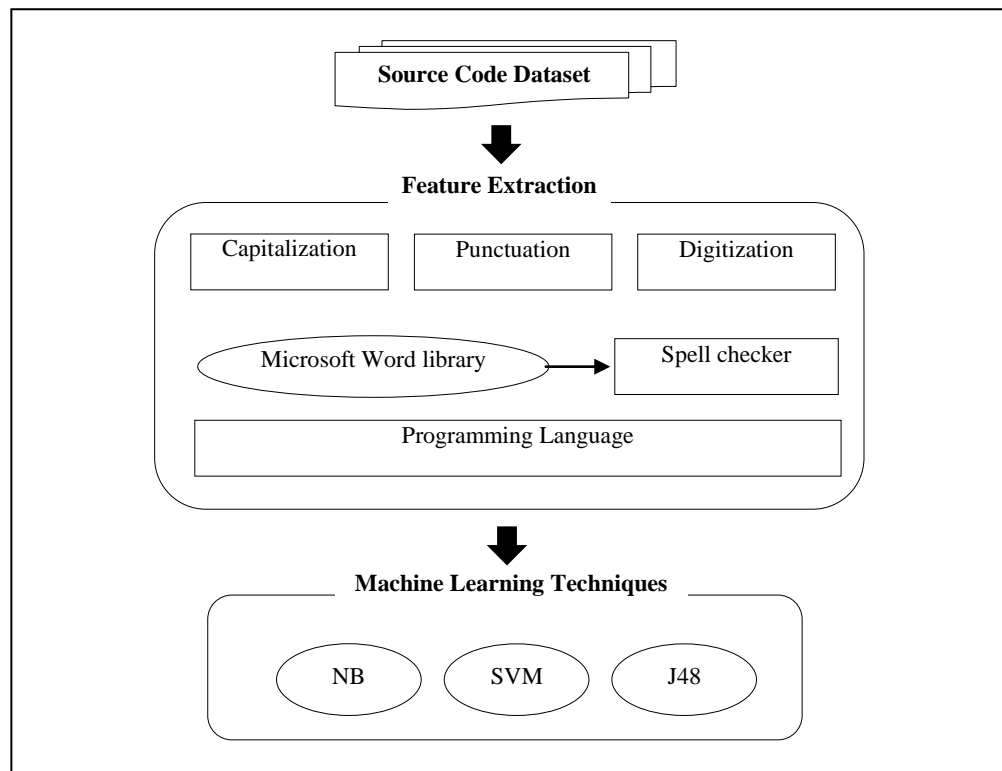 Source Code Dataset
Feature Extraction
Capitalization
Punctuation
Digitization
Microsoft Word library
Spell checker
Programming Language
Machine Learning Techniques
NB
SVM
J48